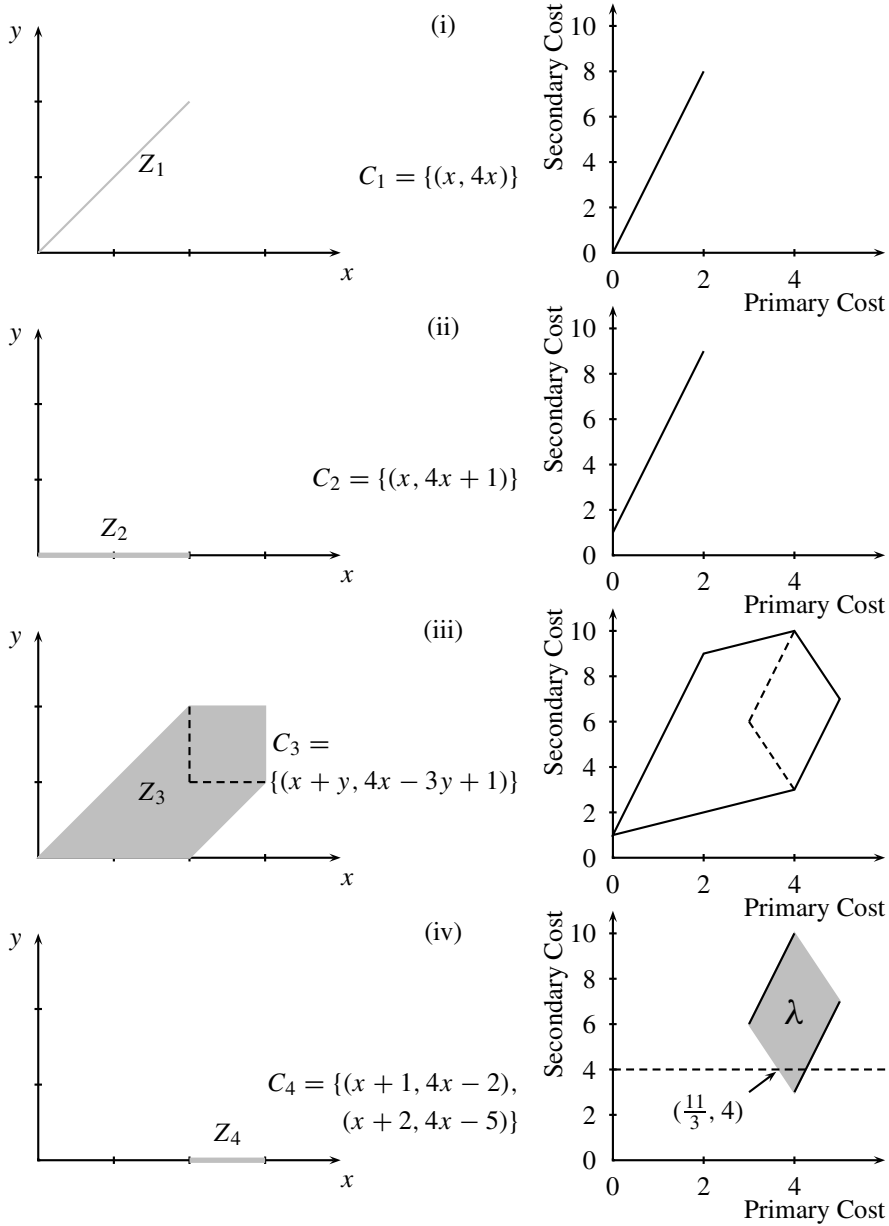 (i)
y
Z₁
x
C₁ = {(x, 4x)}
Secondary Cost
10
8
6
4
2
0
0 2 4
Primary Cost
(ii)
y
Z₂
x
C₂ = {(x, 4x + 1)}
Secondary Cost
10
8
6
4
2
0
0 2 4
Primary Cost
(iii)
y
Z₃
x
C₃ =
{(x + y, 4x − 3y + 1)}
Secondary Cost
10
8
6
4
2
0
0 2 4
Primary Cost
(iv)
y
Z₄
x
C₄ = {(x + 1, 4x − 2),
(x + 2, 4x − 5)}
Secondary Cost
10
8
6
4
2
0
λ
(11/3, 4)
0 2 4
Primary Cost